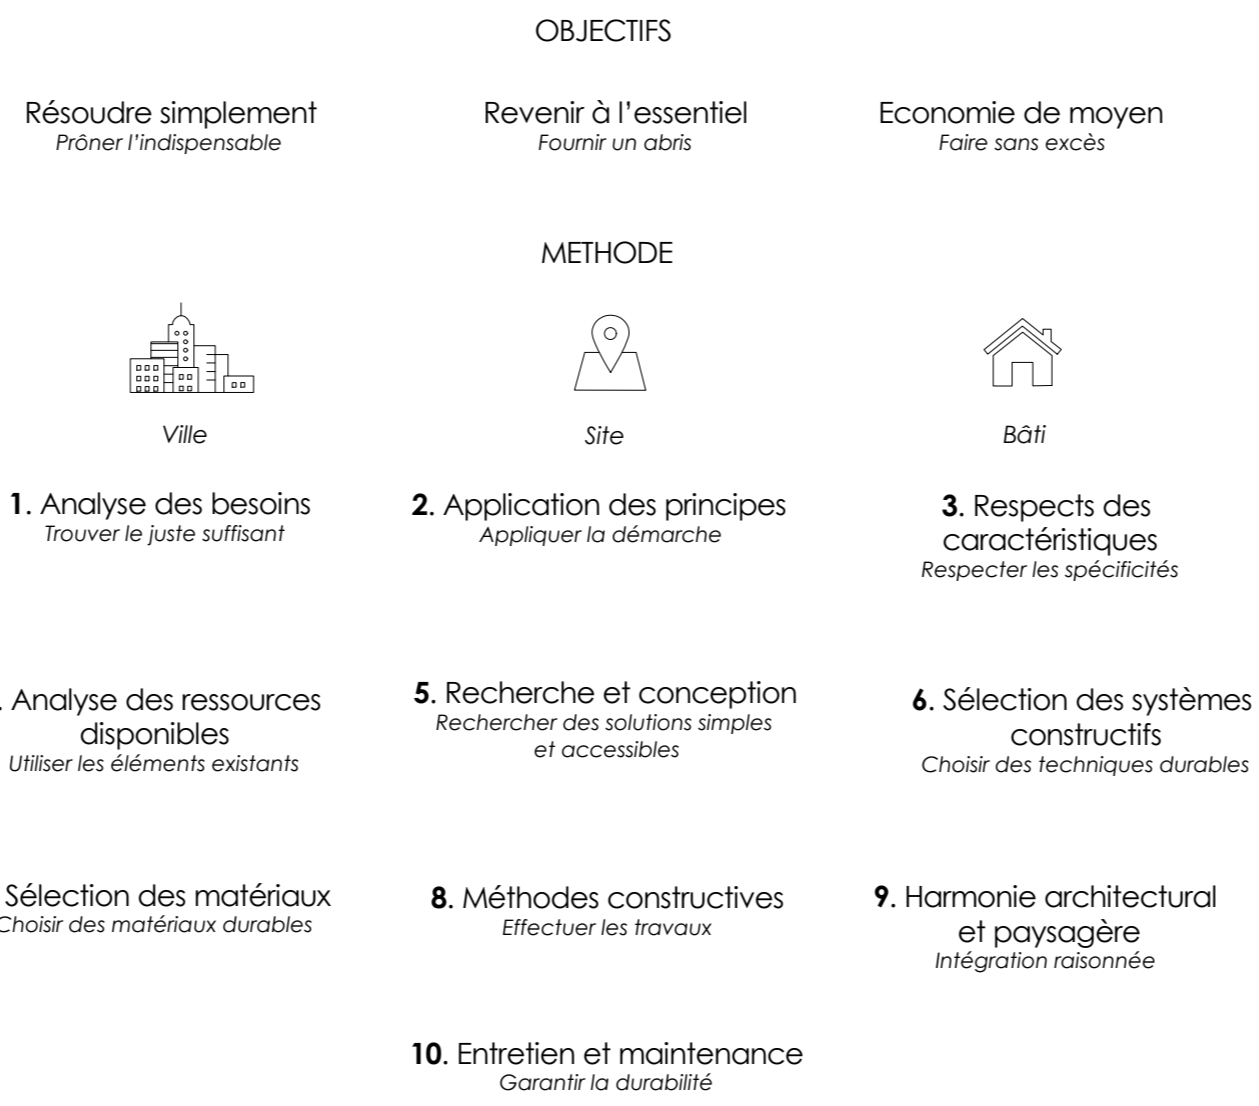 OBJECTIFS
Résoudre simplement
Prôner l'indispensable
Revenir à l'essentiel
Fournir un abris
Economie de moyen
Faire sans excès
METHODE
Ville
Site
Bâti
1. Analyse des besoins
Trouver le juste suffisant
2. Application des principes
Appliquer la démarche
3. Respects des
caractéristiques
Respecter les spécificités
. Analyse des ressources
disponibles
Utiliser les éléments existants
5. Recherche et conception
Rechercher des solutions simples
et accessibles
6. Sélection des systèmes
constructifs
Choisir des techniques durables
Sélection des matériaux
Choisir des matériaux durables
8. Méthodes constructives
Effectuer les travaux
9. Harmonie architectural
et paysagère
Intégration raisonnée
10. Entretien et maintenance
Garantir la durabilité